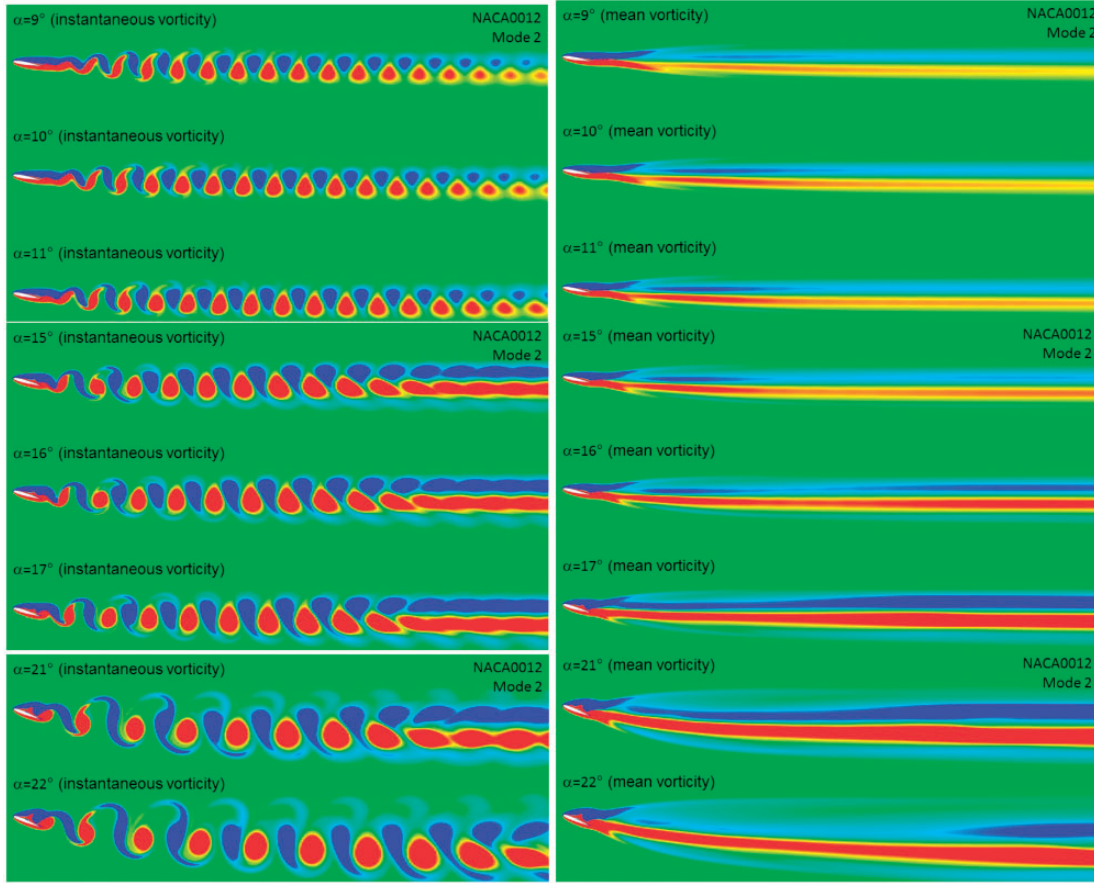 α=9° (instantaneous vorticity)
NACA0012
Mode 2
α=10° (instantaneous vorticity)
α=11° (instantaneous vorticity)
α=15° (instantaneous vorticity)
NACA0012
Mode 2
α=16° (instantaneous vorticity)
α=17° (instantaneous vorticity)
α=21° (instantaneous vorticity)
NACA0012
Mode 2
α=22° (instantaneous vorticity)
α=9° (mean vorticity)
NACA0012
Mode 2
α=10° (mean vorticity)
α=11° (mean vorticity)
α=15° (mean vorticity)
NACA0012
Mode 2
α=16° (mean vorticity)
α=17° (mean vorticity)
α=21° (mean vorticity)
NACA0012
Mode 2
α=22° (mean vorticity)